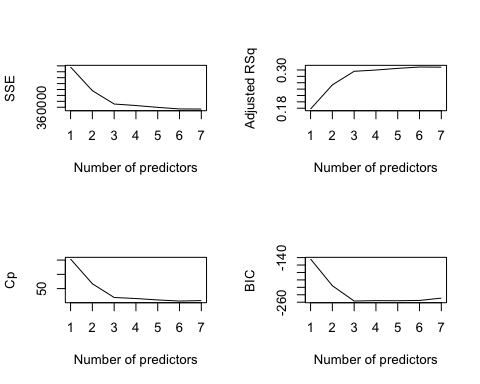 SSE
360000
1 2 3 4 5 6 7
Number of predictors
Adjusted RSq
0.30
0.18
1 2 3 4 5 6 7
Number of predictors
Cp
50
1 2 3 4 5 6 7
Number of predictors
BIC
-140
-260
1 2 3 4 5 6 7
Number of predictors